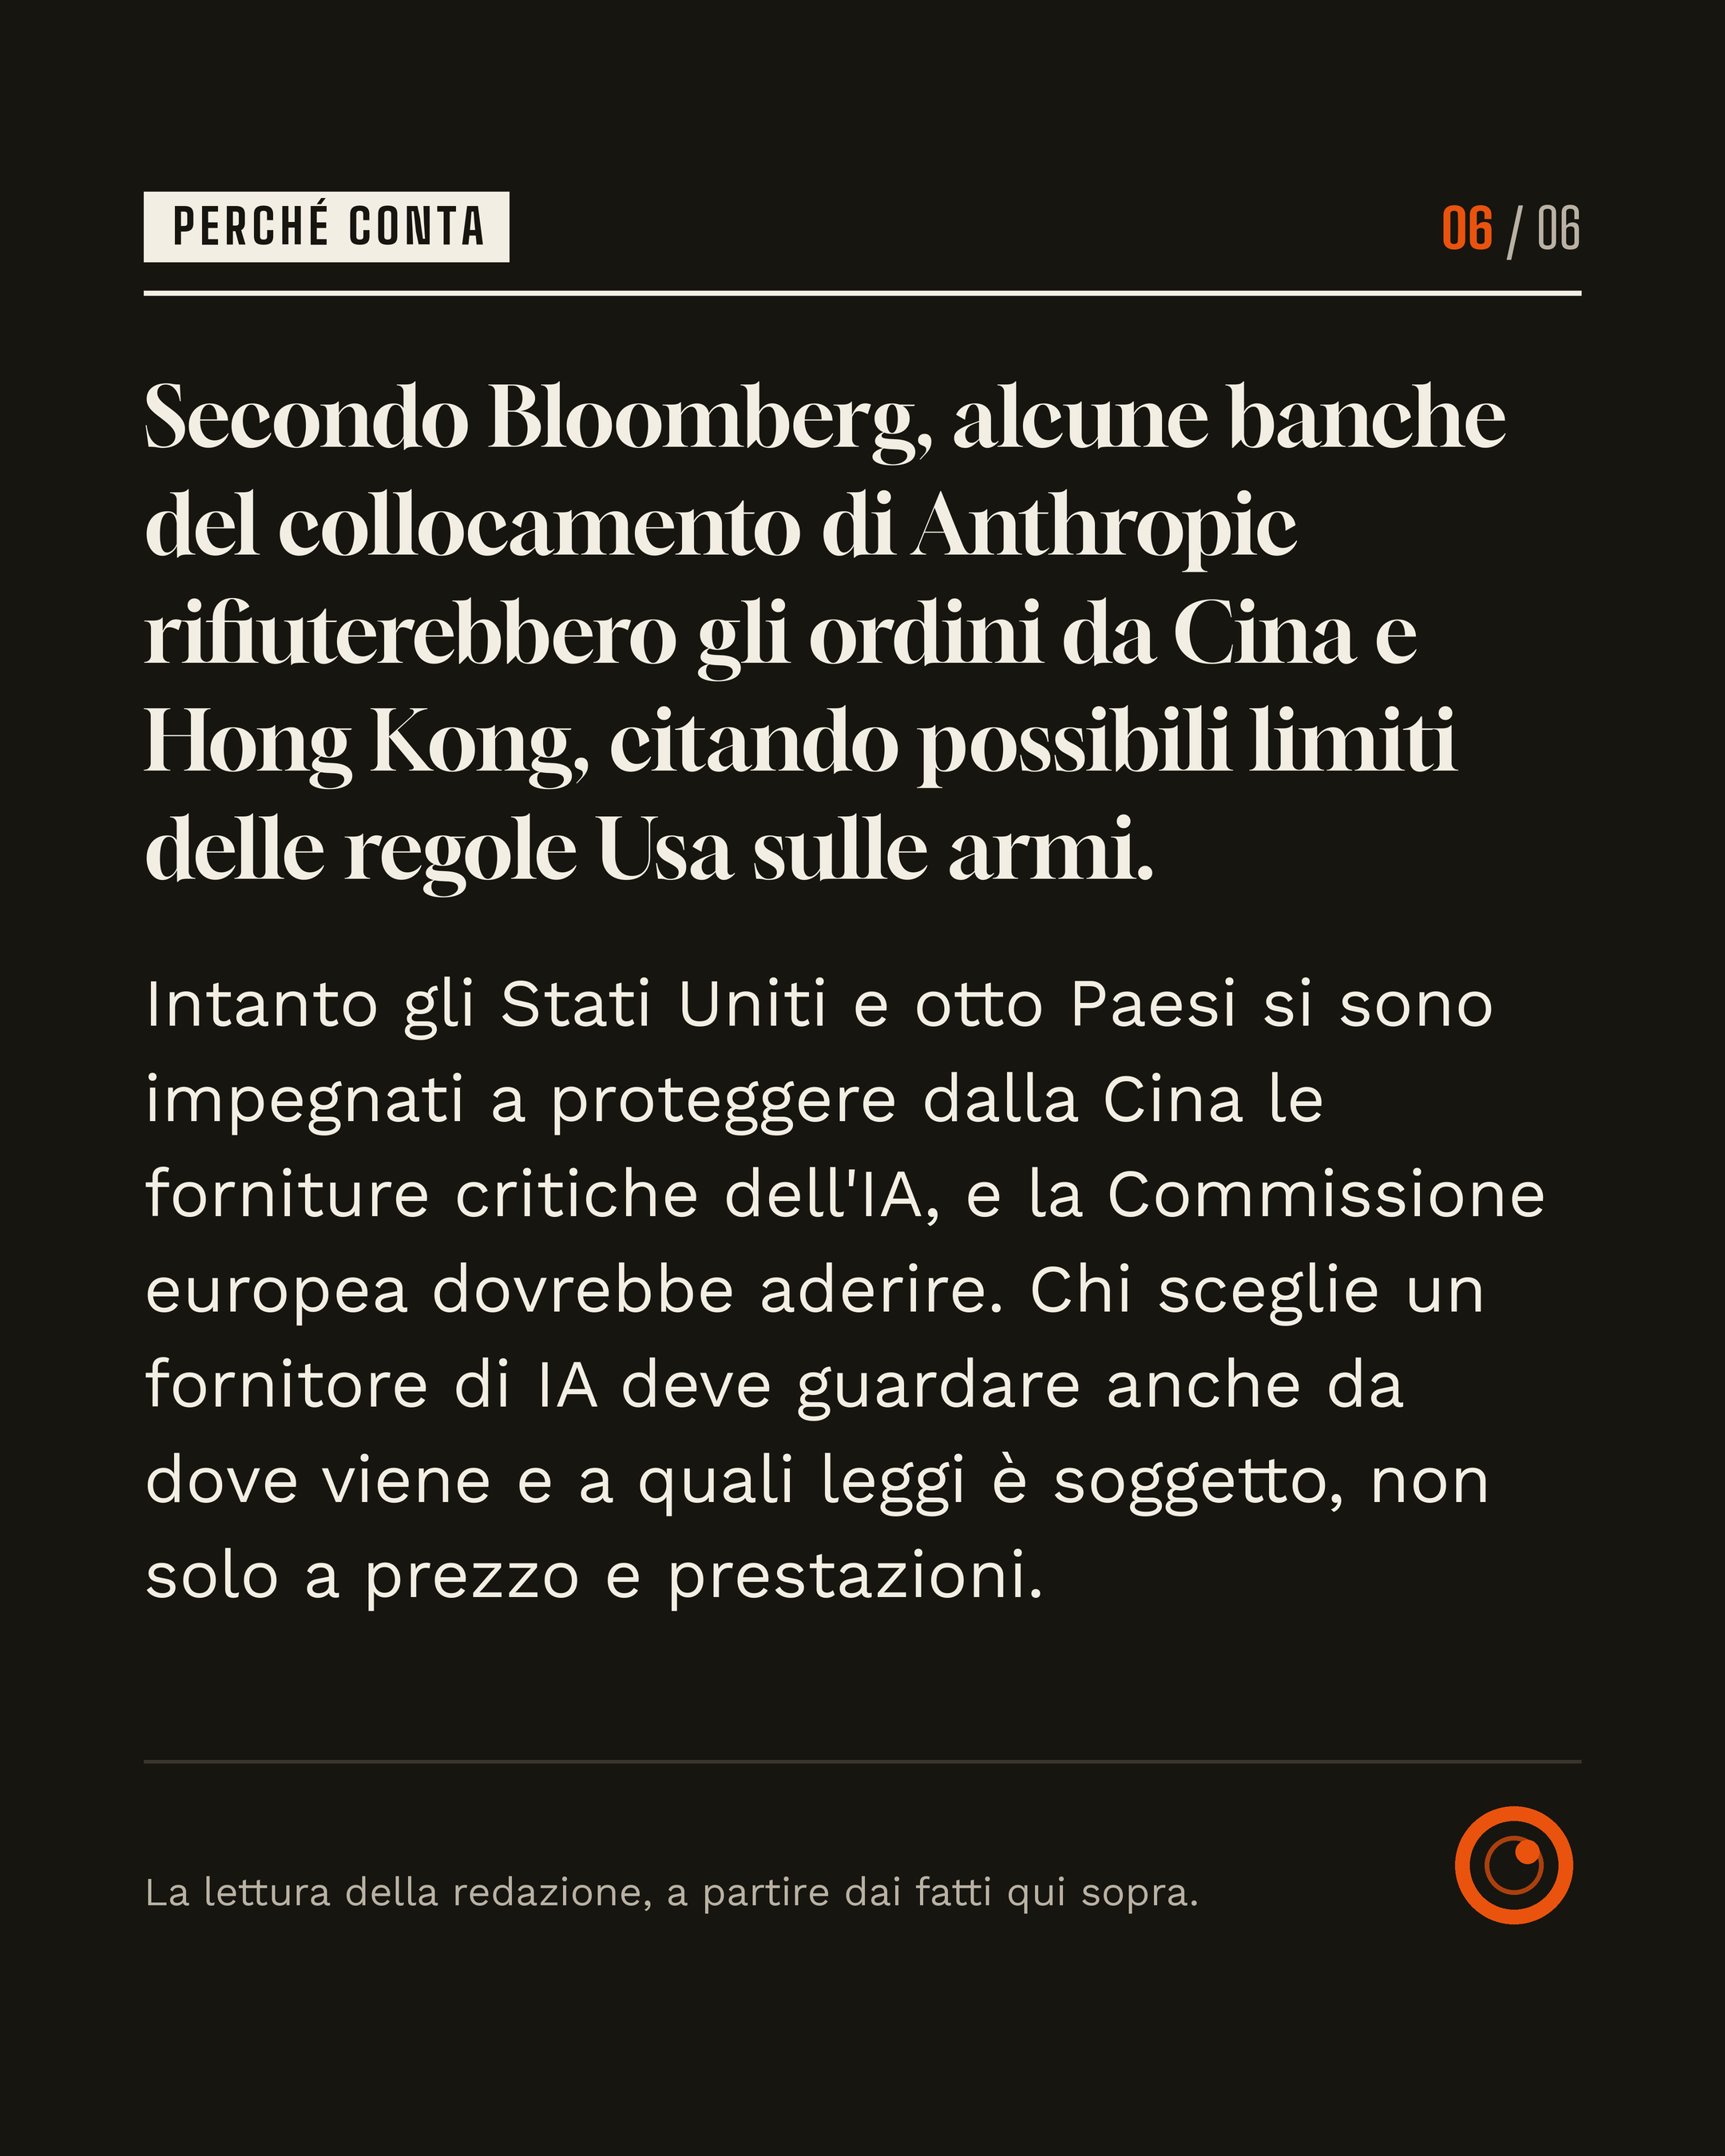 PERCHÉ CONTA
06 / 06
Secondo Bloomberg, alcune banche
del collocamento di Anthropic
rifiuterebbero gli ordini da Cina e
Hong Kong, citando possibili limiti
delle regole Usa sulle armi.
Intanto gli Stati Uniti e otto Paesi si sono
impegnati a proteggere dalla Cina le
forniture critiche dell'IA, e la Commissione
europea dovrebbe aderire. Chi sceglie un
fornitore di IA deve guardare anche da
dove viene e a quali leggi è soggetto, non
solo a prezzo e prestazioni.
La lettura della redazione, a partire dai fatti qui sopra.